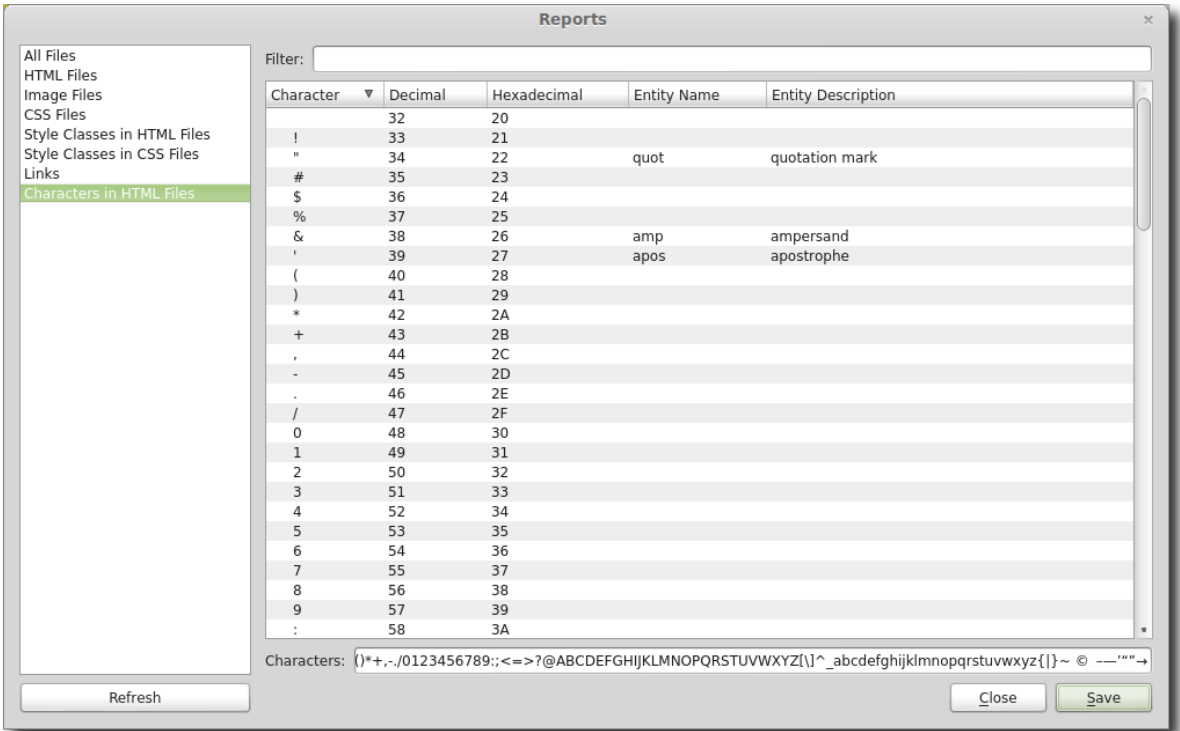 Reports
All Files
HTML Files
Image Files
CSS Files
Style Classes in HTML Files
Style Classes in CSS Files
Links
Characters in HTML Files
Refresh
Filter:
Character Decimal Hexadecimal Entity Name Entity Description
32 20
! 33 21
" 34 22 quot quotation mark
# 35 23
$ 36 24
% 37 25
& 38 26 amp ampersand
' 39 27 apos apostrophe
( 40 28
) 41 29
* 42 2A
+ 43 2B
, 44 2C
- 45 2D
. 46 2E
/ 47 2F
0 48 30
1 49 31
2 50 32
3 51 33
4 52 34
5 53 35
6 54 36
7 55 37
8 56 38
9 57 39
: 58 3A
Characters: ()*+,-./0123456789:;<=>?@ABCDEFGHIJKLMNOPQRSTUVWXYZ[\]^_abcdefghijklmnopqrstuvwxyz{|}~ © –—’“”→
Close Save